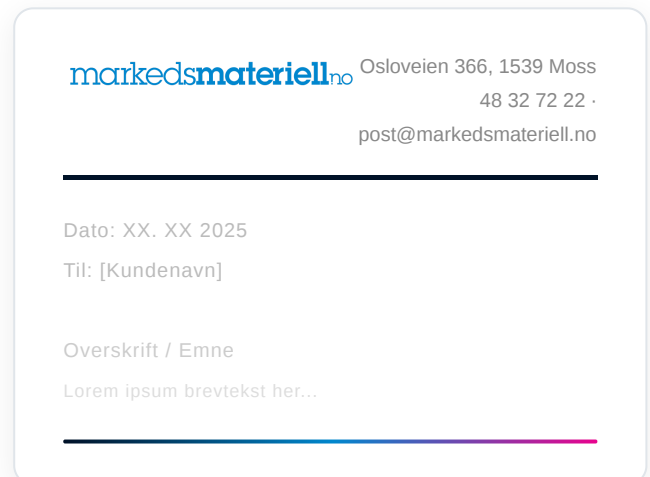 markedsmateriell.no
Osloveien 366, 1539 Moss
48 32 72 22 ·
post@markedsmateriell.no
Dato: XX. XX 2025
Til: [Kundenavn]
Overskrift / Emne
Lorem ipsum brevtekst her...